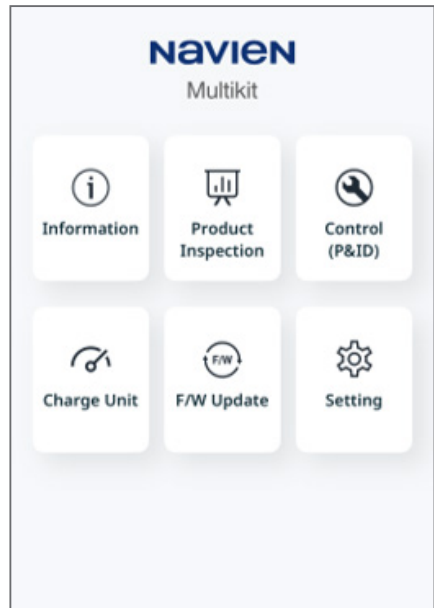 NAVIEN
Multikit
Information
Product
Inspection
Control
(P&ID)
Charge Unit
F/W
F/W Update
Setting